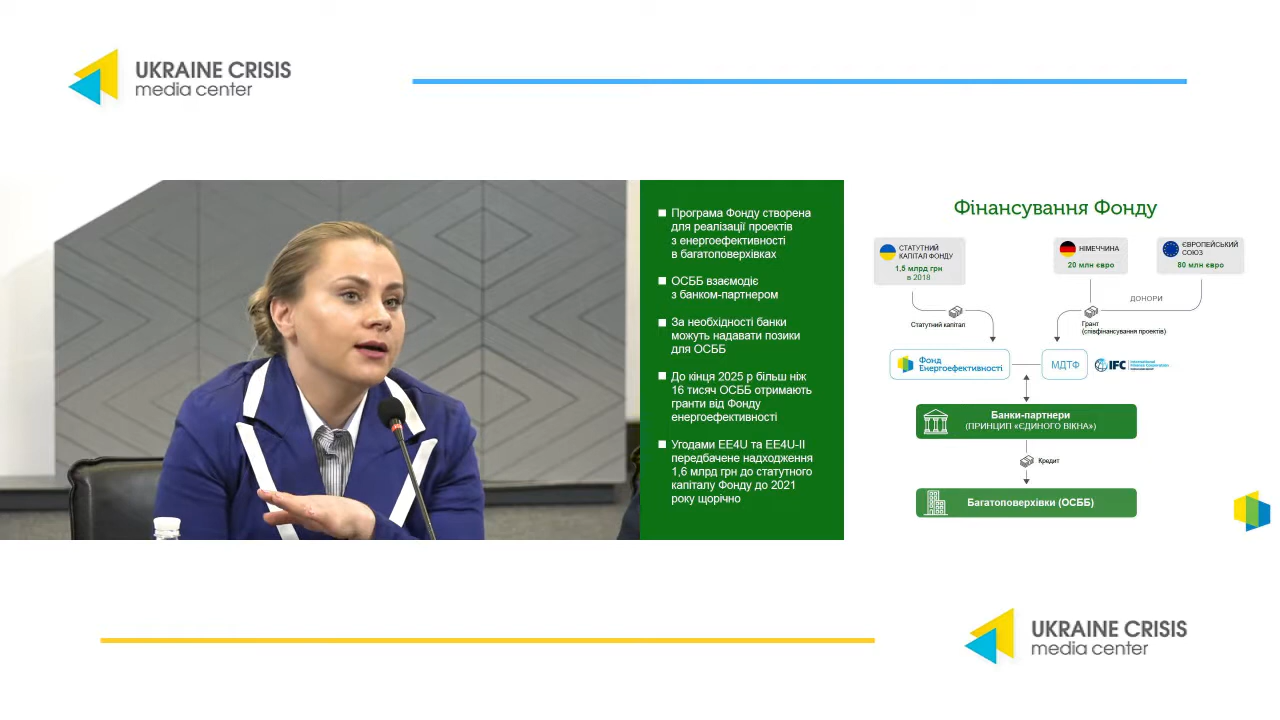 UKRAINE CRISIS
media center
Програма Фонду створена
для реалізації проектів
з енергоефективності
в багатоповерхівках
ОСББ взаємодіє
з банком-партнером
За необхідності банки
можуть надавати позики
для ОСББ
До кінця 2025 р більш ніж
16 тисяч ОСББ отримають
гранти від Фонду
енергоефективності
Угодами EE4U та EE4U-II
передбачене надходження
1,6 млрд грн до статутного
капіталу Фонду до 2021
року щорічно
Фінансування Фонду
СТАТУТНИЙ
КАПІТАЛ ФОНДУ
1,6 млрд грн
в 2018
НІМЕЧЧИНА
20 млн євро
ЄВРОПЕЙСЬКИЙ
СОЮЗ
80 млн євро
ДОНОРИ
Статутний капітал
Грант
(співфінансування проектів)
Фонд
Енергоефективності
МДТФ
IFC
Банки-партнери
(ПРИНЦИП «ЄДИНОГО ВІКНА»)
Кредит
Багатоповерхівки (ОСББ)
UKRAINE CRISIS
media center